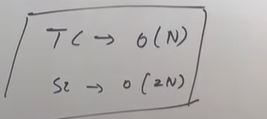 TC → O(N)
SC → O(2N)